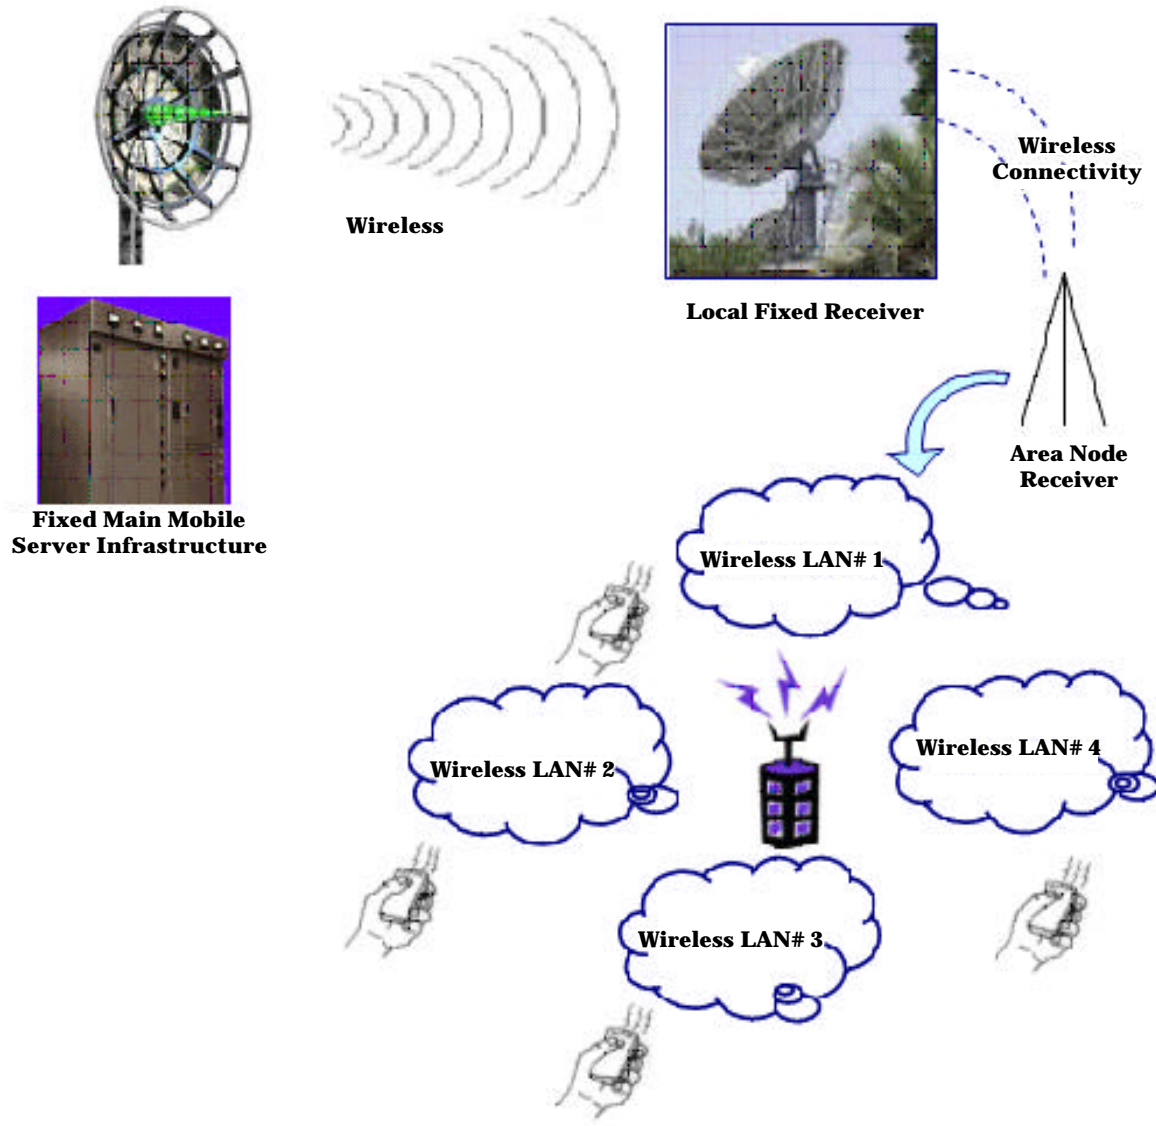 Wireless
Connectivity
Wireless
Local Fixed Receiver
Area Node
Receiver
Fixed Main Mobile
Server Infrastructure
Wireless LAN# 1
Wireless LAN# 2
Wireless LAN# 4
Wireless LAN# 3